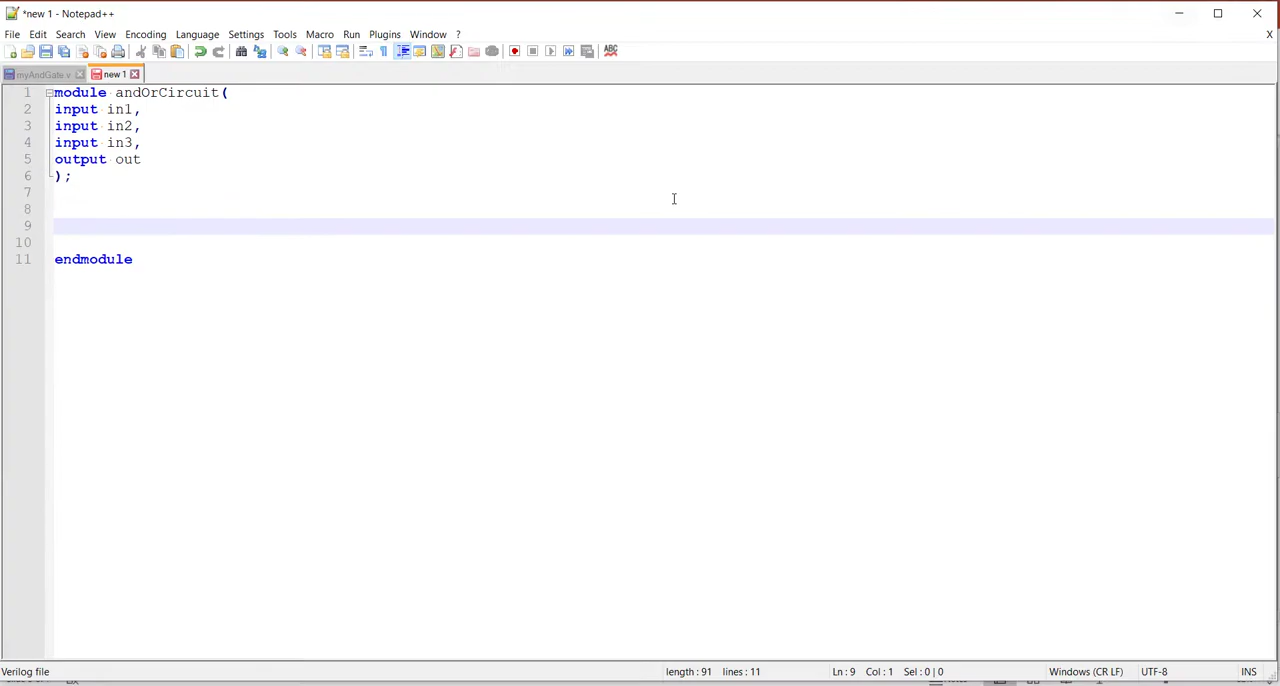 *new 1 - Notepad++
File Edit Search View Encoding Language Settings Tools Macro Run Plugins Window ? X
ABC
myAndGate.v new 1
1 module andOrCircuit(
2 input in1,
3 input in2,
4 input in3,
5 output out
6 );
7
8
9
10
11 endmodule
Verilog file length : 91 lines : 11 Ln : 9 Col : 1 Sel : 0 | 0 Windows (CR LF) UTF-8 INS